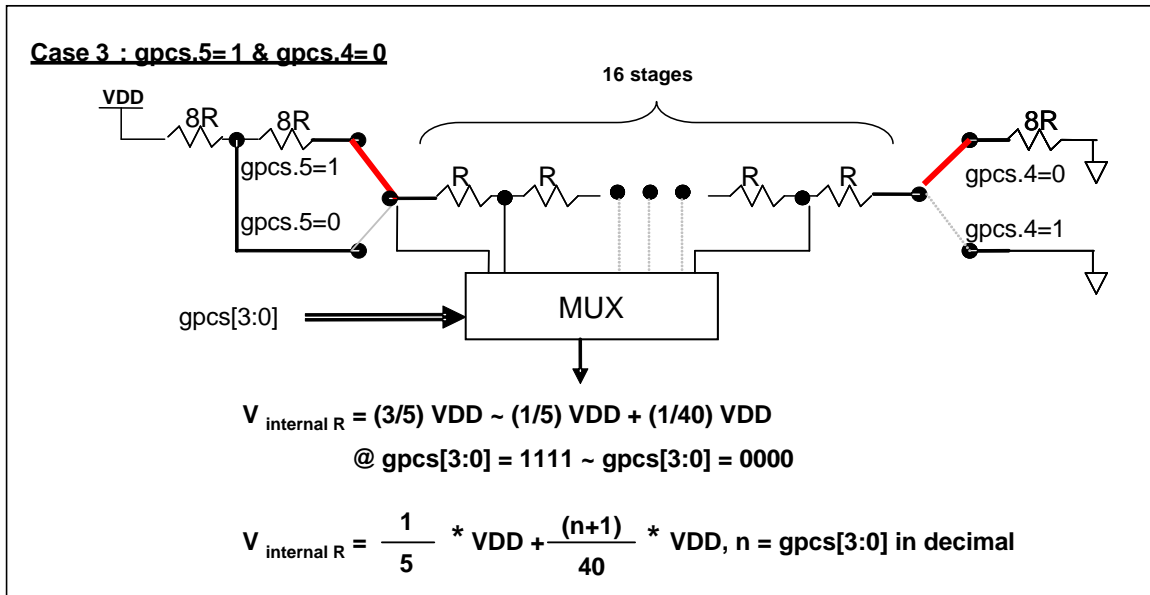 Case 3 : gpcs.5= 1 & gpcs.4= 0
16 stages
VDD
8R 8R 8R
gpcs.5=1 gpcs.4=0
R R R R
gpcs.5=0 gpcs.4=1
MUX
gpcs[3:0]
V internal R = (3/5) VDD ~ (1/5) VDD + (1/40) VDD
@ gpcs[3:0] = 1111 ~ gpcs[3:0] = 0000
V internal R = 1/5 * VDD + (n+1)/40 * VDD, n = gpcs[3:0] in decimal